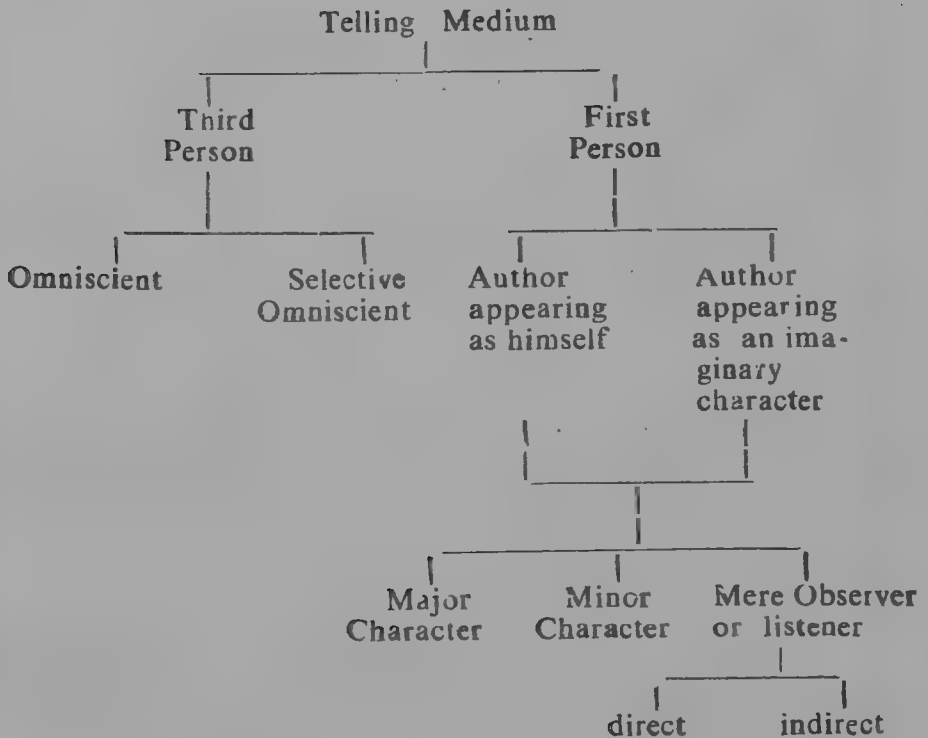 Telling Medium
Third
Person
First
Person
Omniscient
Selective
Omniscient
Author
appearing
as himself
Author
appearing
as an ima-
ginary
character
Major
Character
Minor
Character
Mere Observer
or listener
direct
indirect